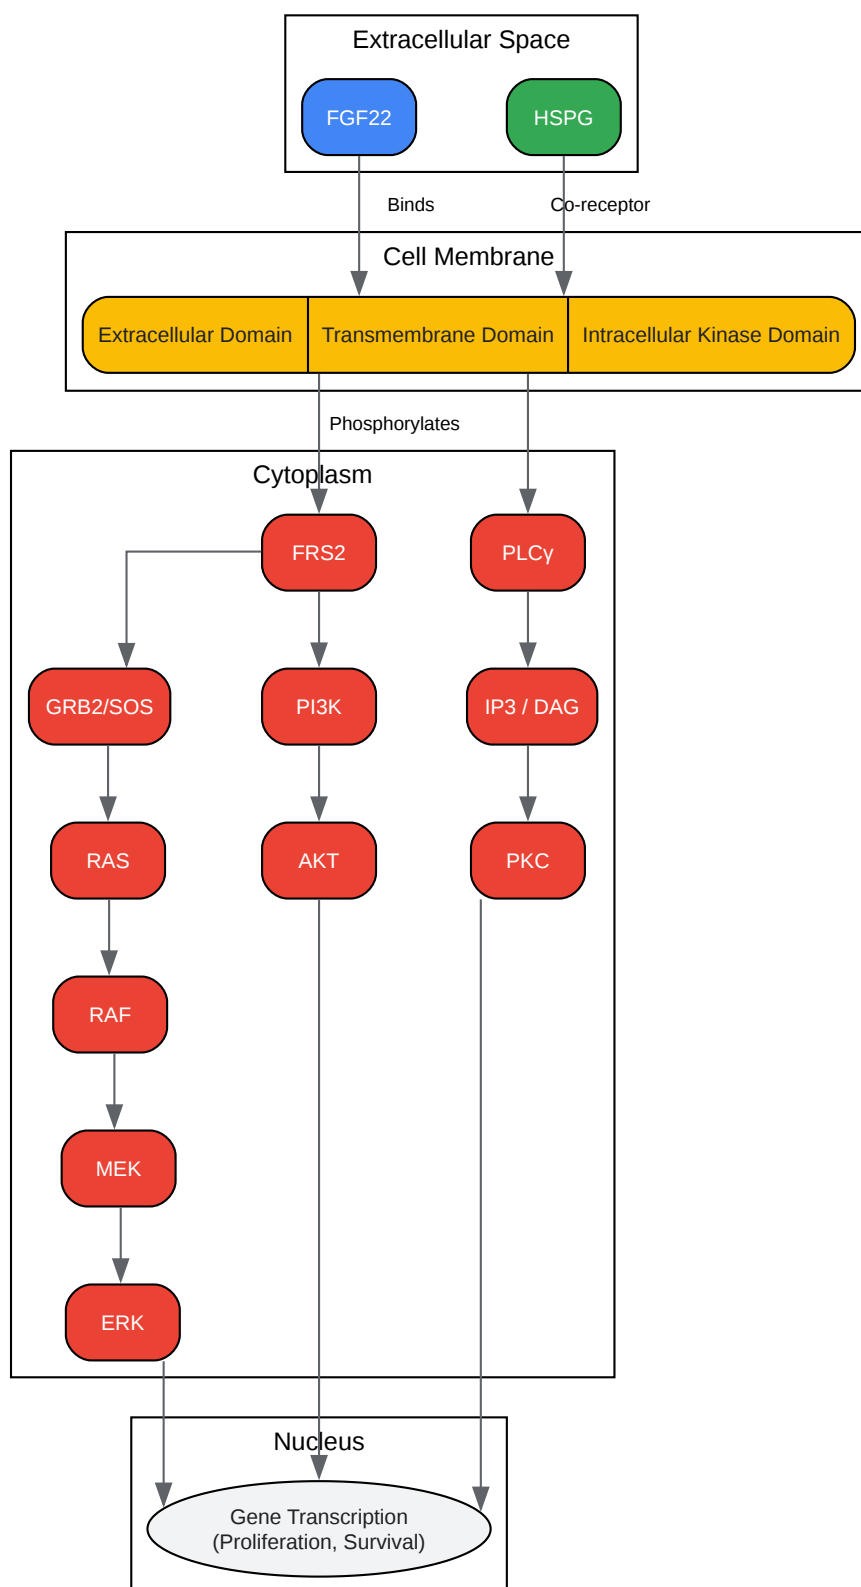 Extracellular Space
FGF22
HSPG
Binds
Co-receptor
Cell Membrane
Extracellular Domain
Transmembrane Domain
Intracellular Kinase Domain
Phosphorylates
Cytoplasm
FRS2
PLCγ
GRB2/SOS
PI3K
IP3 / DAG
RAS
AKT
PKC
RAF
MEK
ERK
Nucleus
Gene Transcription
(Proliferation, Survival)